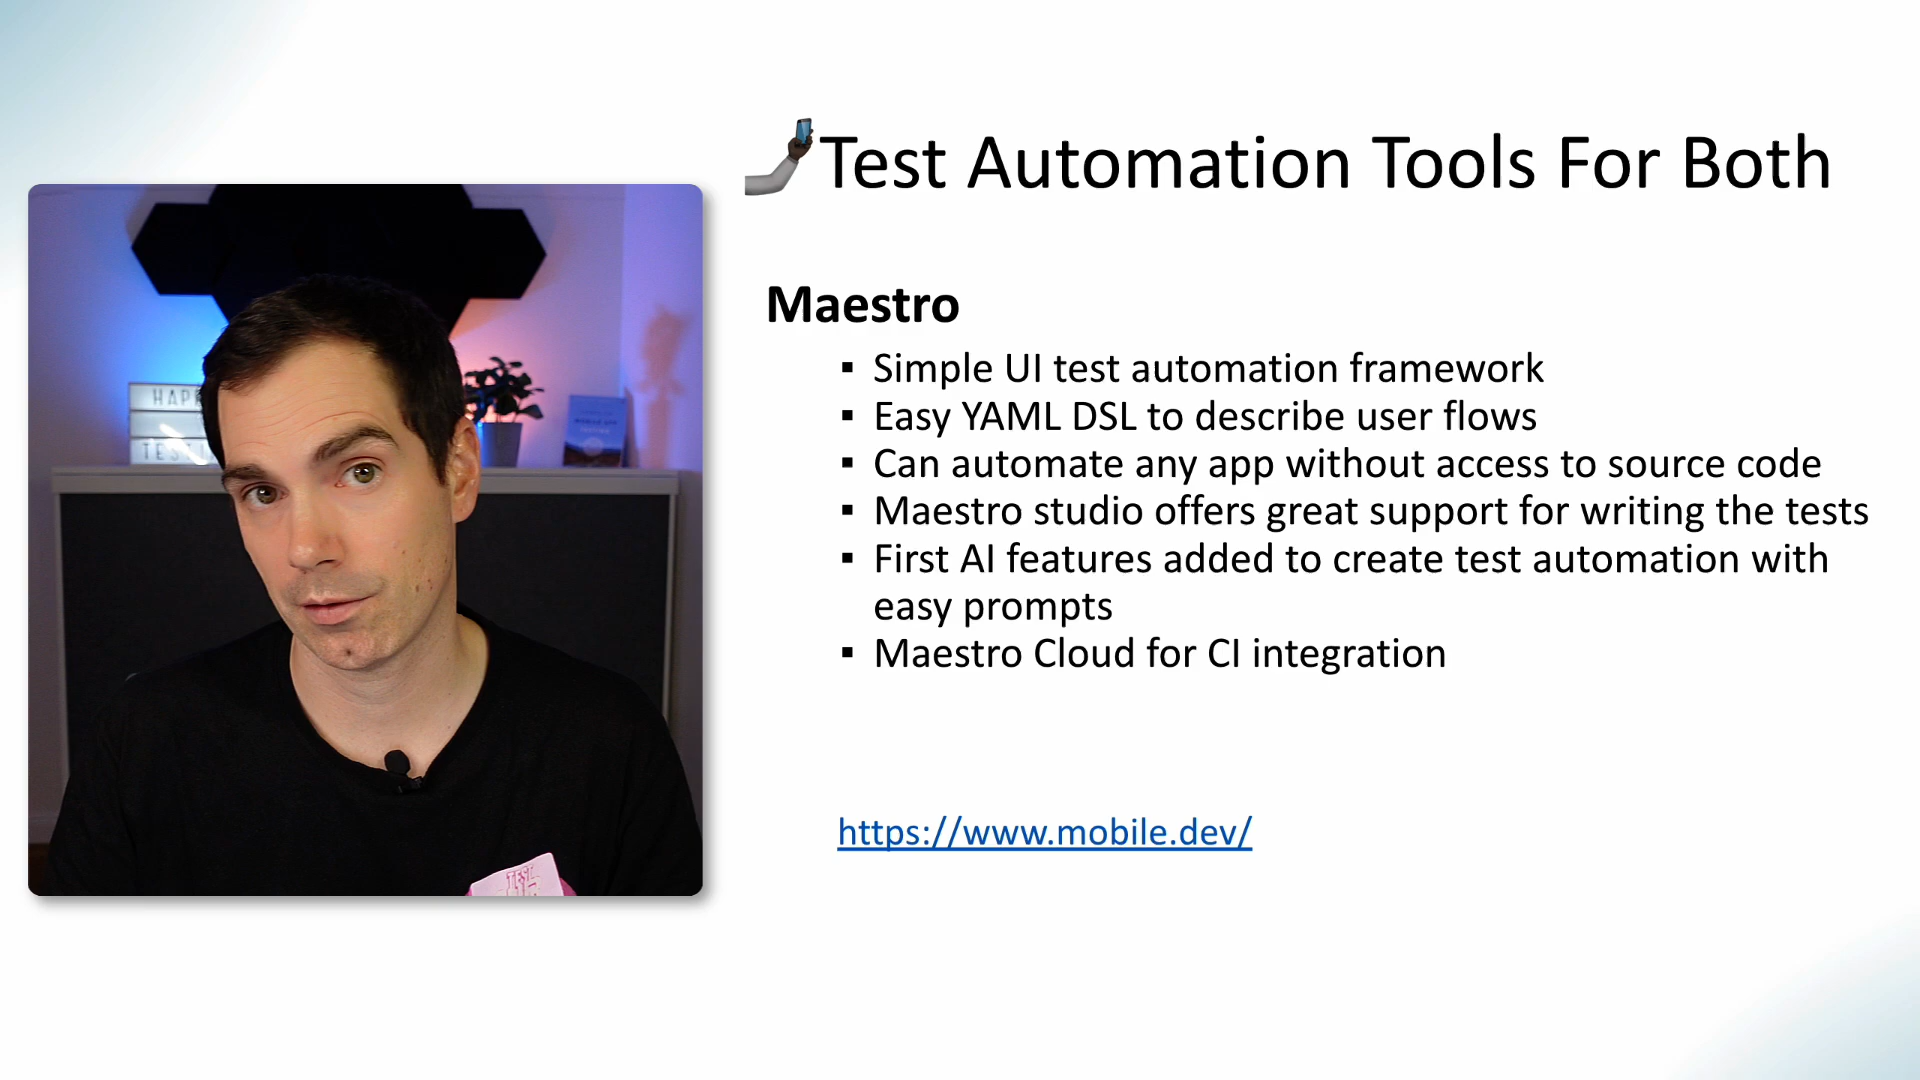 Test Automation Tools For Both
Maestro
▪ Simple UI test automation framework
▪ Easy YAML DSL to describe user flows
▪ Can automate any app without access to source code
▪ Maestro studio offers great support for writing the tests
▪ First AI features added to create test automation with
easy prompts
▪ Maestro Cloud for CI integration
https://www.mobile.dev/
TEST